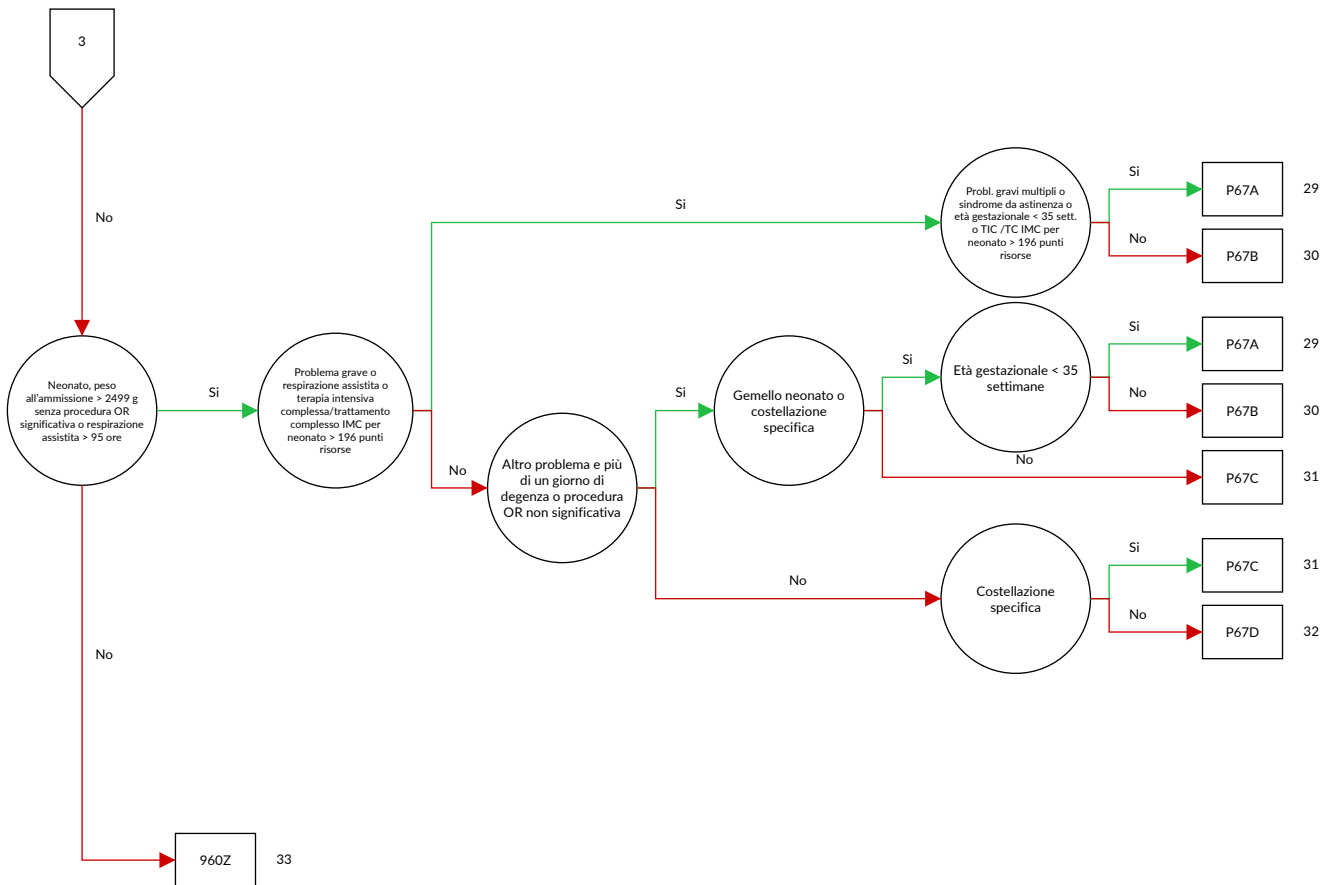 3
No
Neonato, peso
all'ammissione > 2499 g
senza procedura OR
significativa o respirazione
assistita > 95 ore
Si
Problema grave o
respirazione assistita o
terapia intensiva
complessa/trattamento
complesso IMC per
neonato > 196 punti
risorse
Si
Probl. gravi multipli o
sindrome da astinenza o
età gestazionale < 35 sett.
o TIC /TC IMC per
neonato > 196 punti
risorse
Si
P67A
29
No
P67B
30
No
Altro problema e più
di un giorno di
degenza o procedura
OR non significativa
Si
Gemello neonato o
costellazione
specifica
Si
Età gestazionale < 35
settimane
Si
P67A
29
No
P67B
30
No
P67C
31
No
Costellazione
specifica
Si
P67C
31
No
P67D
32
No
960Z
33